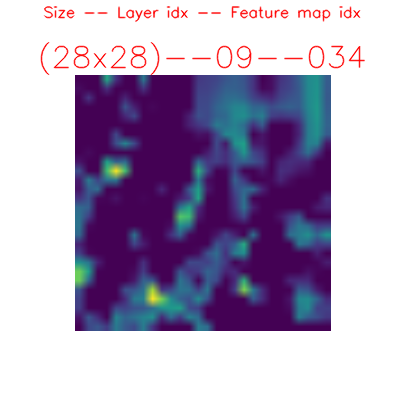 Size -- Layer idx -- Feature map idx
(28x28)--09--034